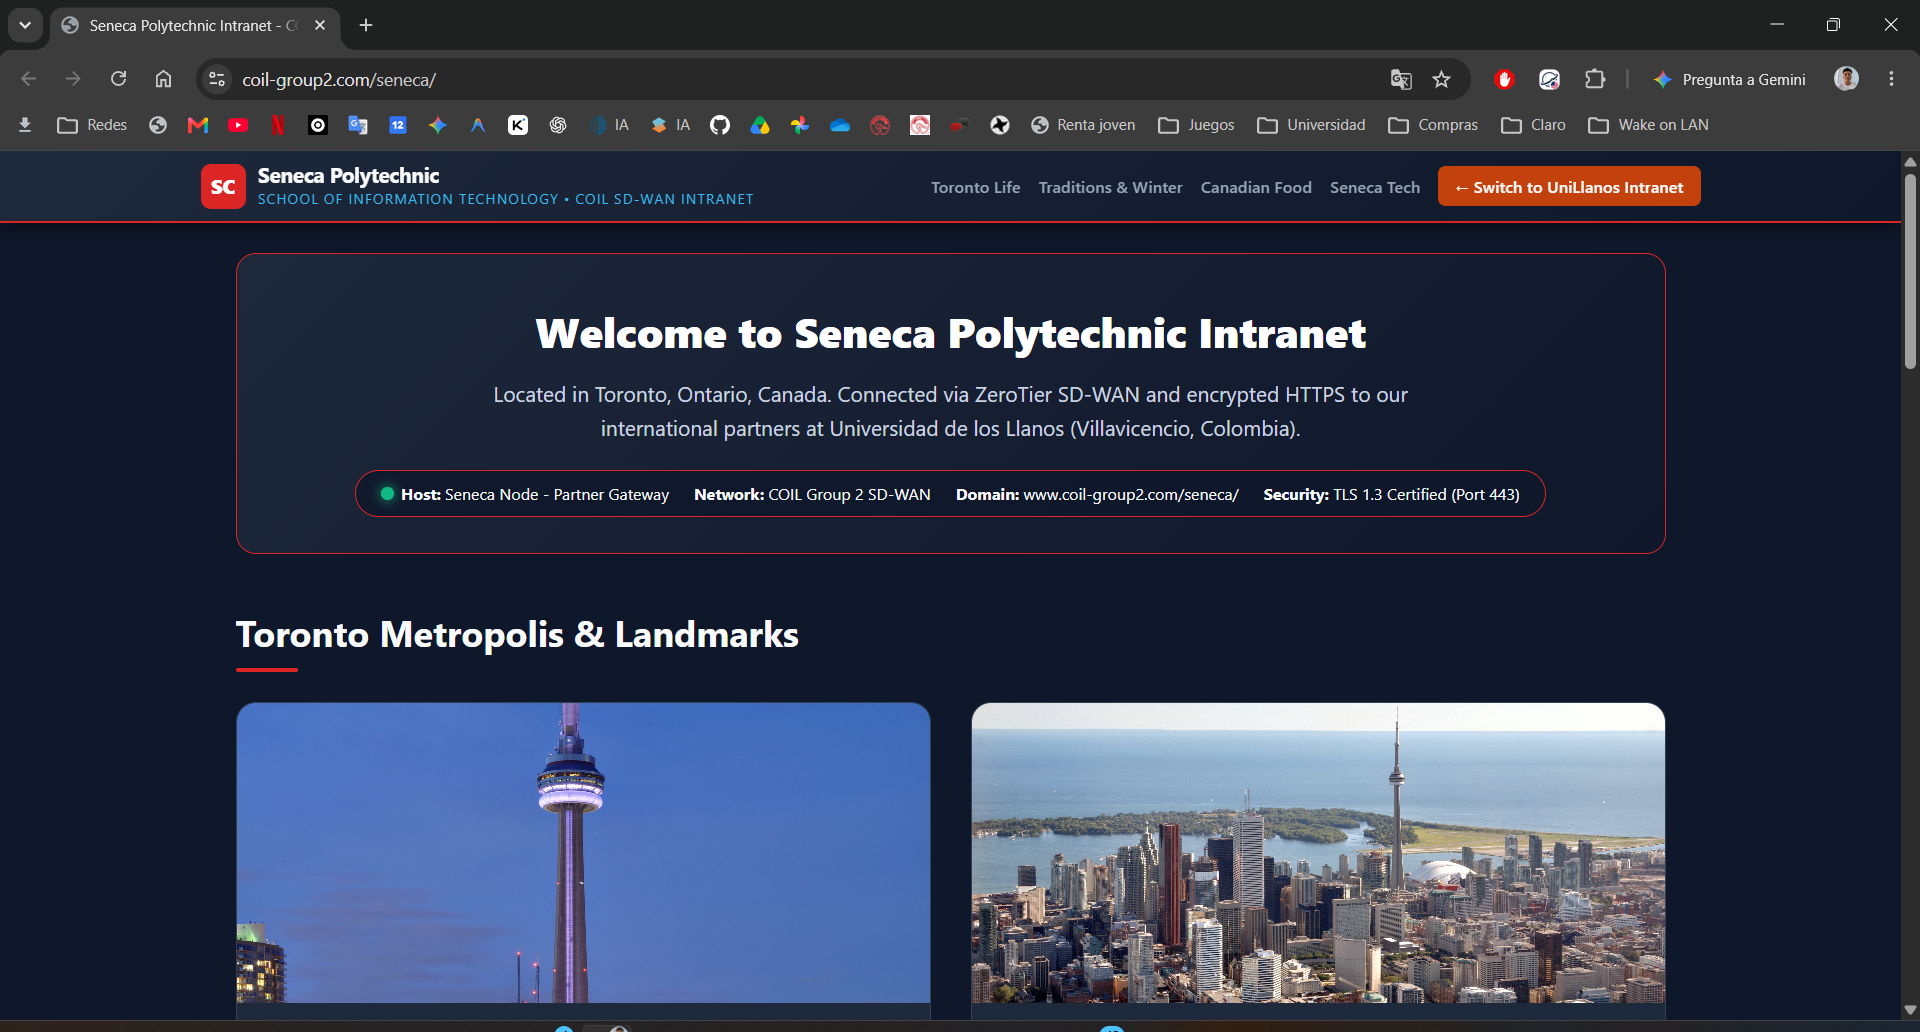 Seneca Polytechnic Intranet - CO
coil-group2.com/seneca/
Pregunta a Gemini
Redes
12
K
IA
IA
Renta joven
Juegos
Universidad
Compras
Claro
Wake on LAN
SC
Seneca Polytechnic
SCHOOL OF INFORMATION TECHNOLOGY • COIL SD-WAN INTRANET
Toronto Life
Traditions & Winter
Canadian Food
Seneca Tech
← Switch to UniLlanos Intranet
Welcome to Seneca Polytechnic Intranet
Located in Toronto, Ontario, Canada. Connected via ZeroTier SD-WAN and encrypted HTTPS to our
international partners at Universidad de los Llanos (Villavicencio, Colombia).
Host: Seneca Node - Partner Gateway Network: COIL Group 2 SD-WAN Domain: www.coil-group2.com/seneca/ Security: TLS 1.3 Certified (Port 443)
Toronto Metropolis & Landmarks